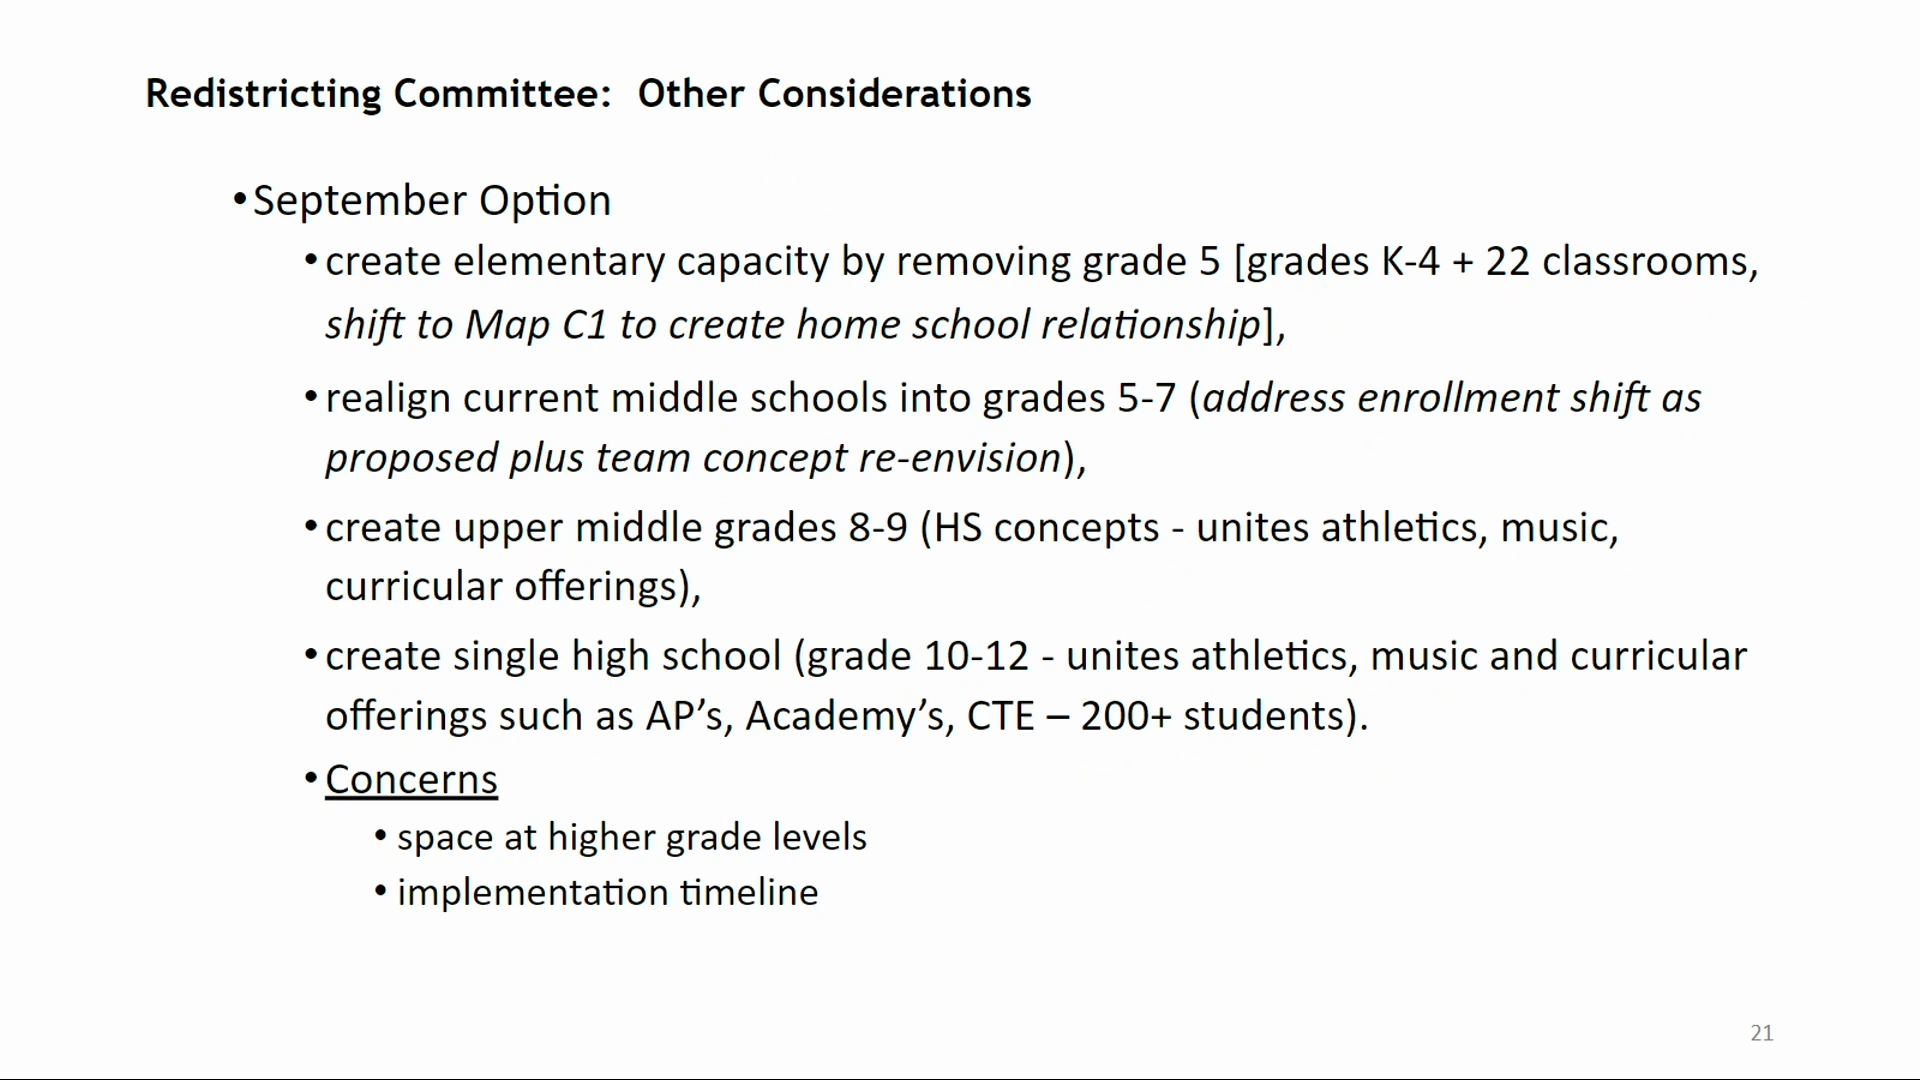 Redistricting Committee:  Other Considerations
•September Option
•create elementary capacity by removing grade 5 [grades K-4 + 22 classrooms,
shift to Map C1 to create home school relationship],
•realign current middle schools into grades 5-7 (address enrollment shift as
proposed plus team concept re-envision),
•create upper middle grades 8-9 (HS concepts - unites athletics, music,
curricular offerings),
•create single high school (grade 10-12 - unites athletics, music and curricular
offerings such as AP’s, Academy’s, CTE – 200+ students).
•Concerns
• space at higher grade levels
• implementation timeline
21